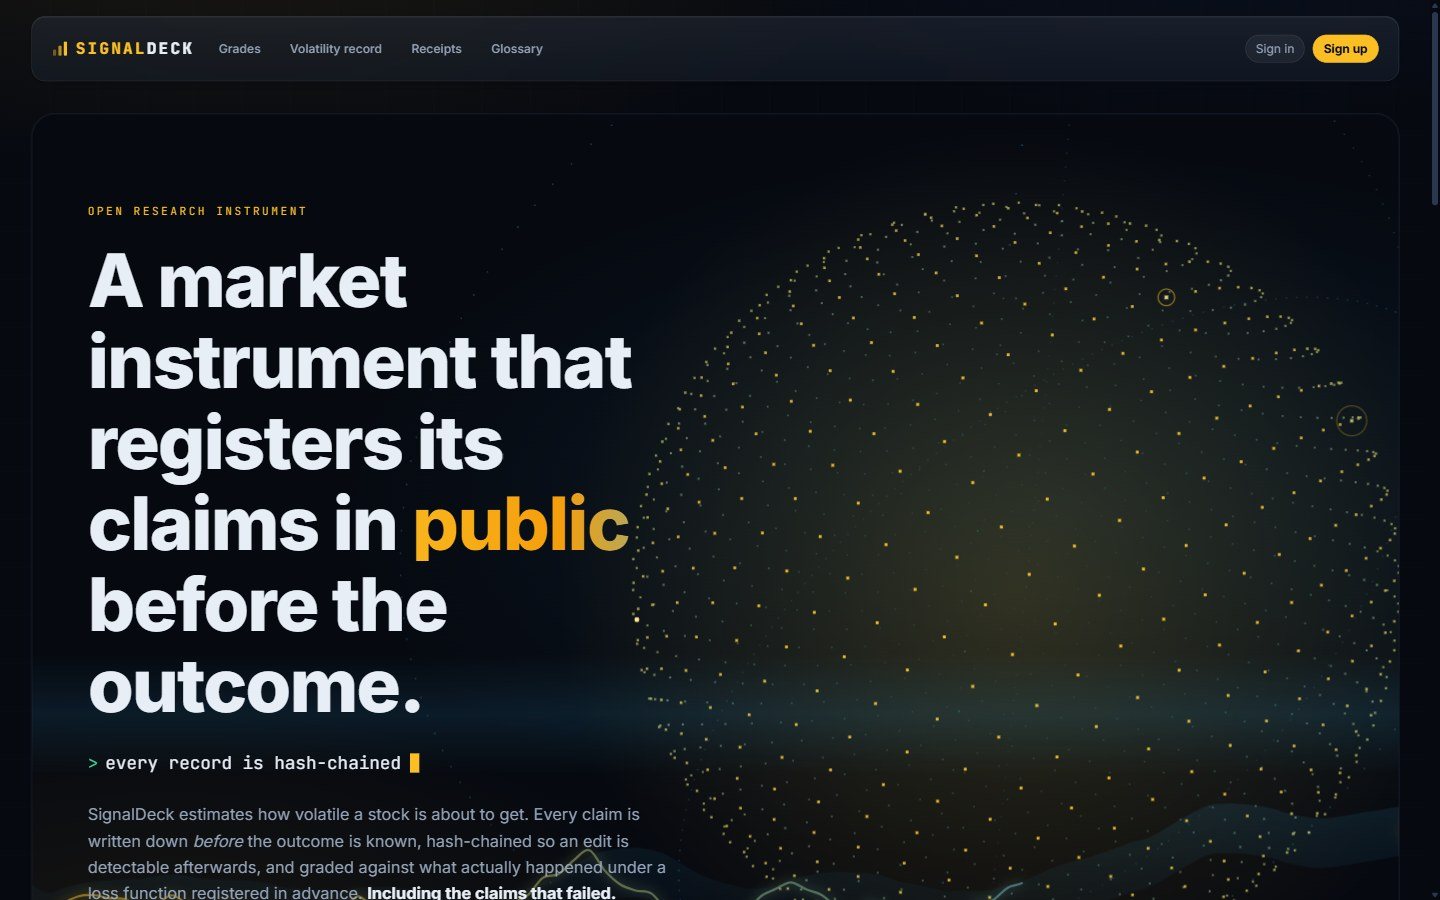 SIGNALDECK Grades Volatility record Receipts Glossary Sign in Sign up
OPEN RESEARCH INSTRUMENT
A market
instrument that
registers its
claims in public
before the
outcome.
> every record is hash-chained
SignalDeck estimates how volatile a stock is about to get. Every claim is
written down before the outcome is known, hash-chained so an edit is
detectable afterwards, and graded against what actually happened under a
loss function registered in advance. Including the claims that failed.